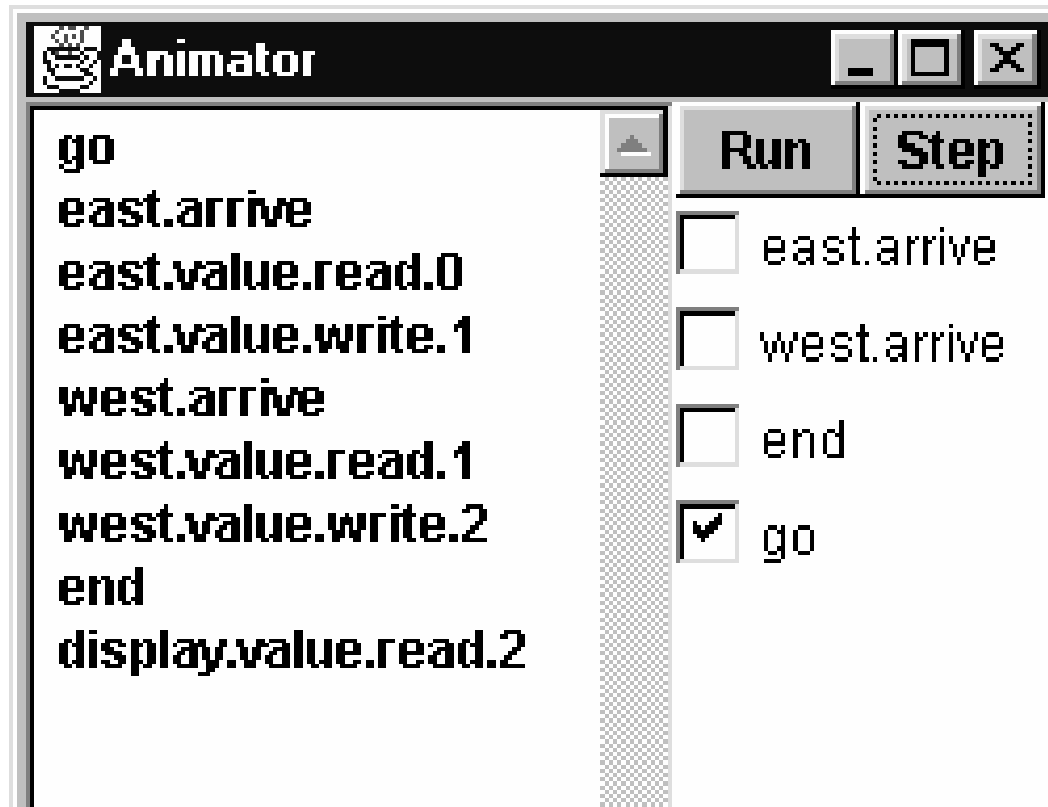 Animator
go
east.arrive
east.value.read.0
east.value.write.1
west.arrive
west.value.read.1
west.value.write.2
end
display.value.read.2
Run Step
east.arrive
west.arrive
end
go